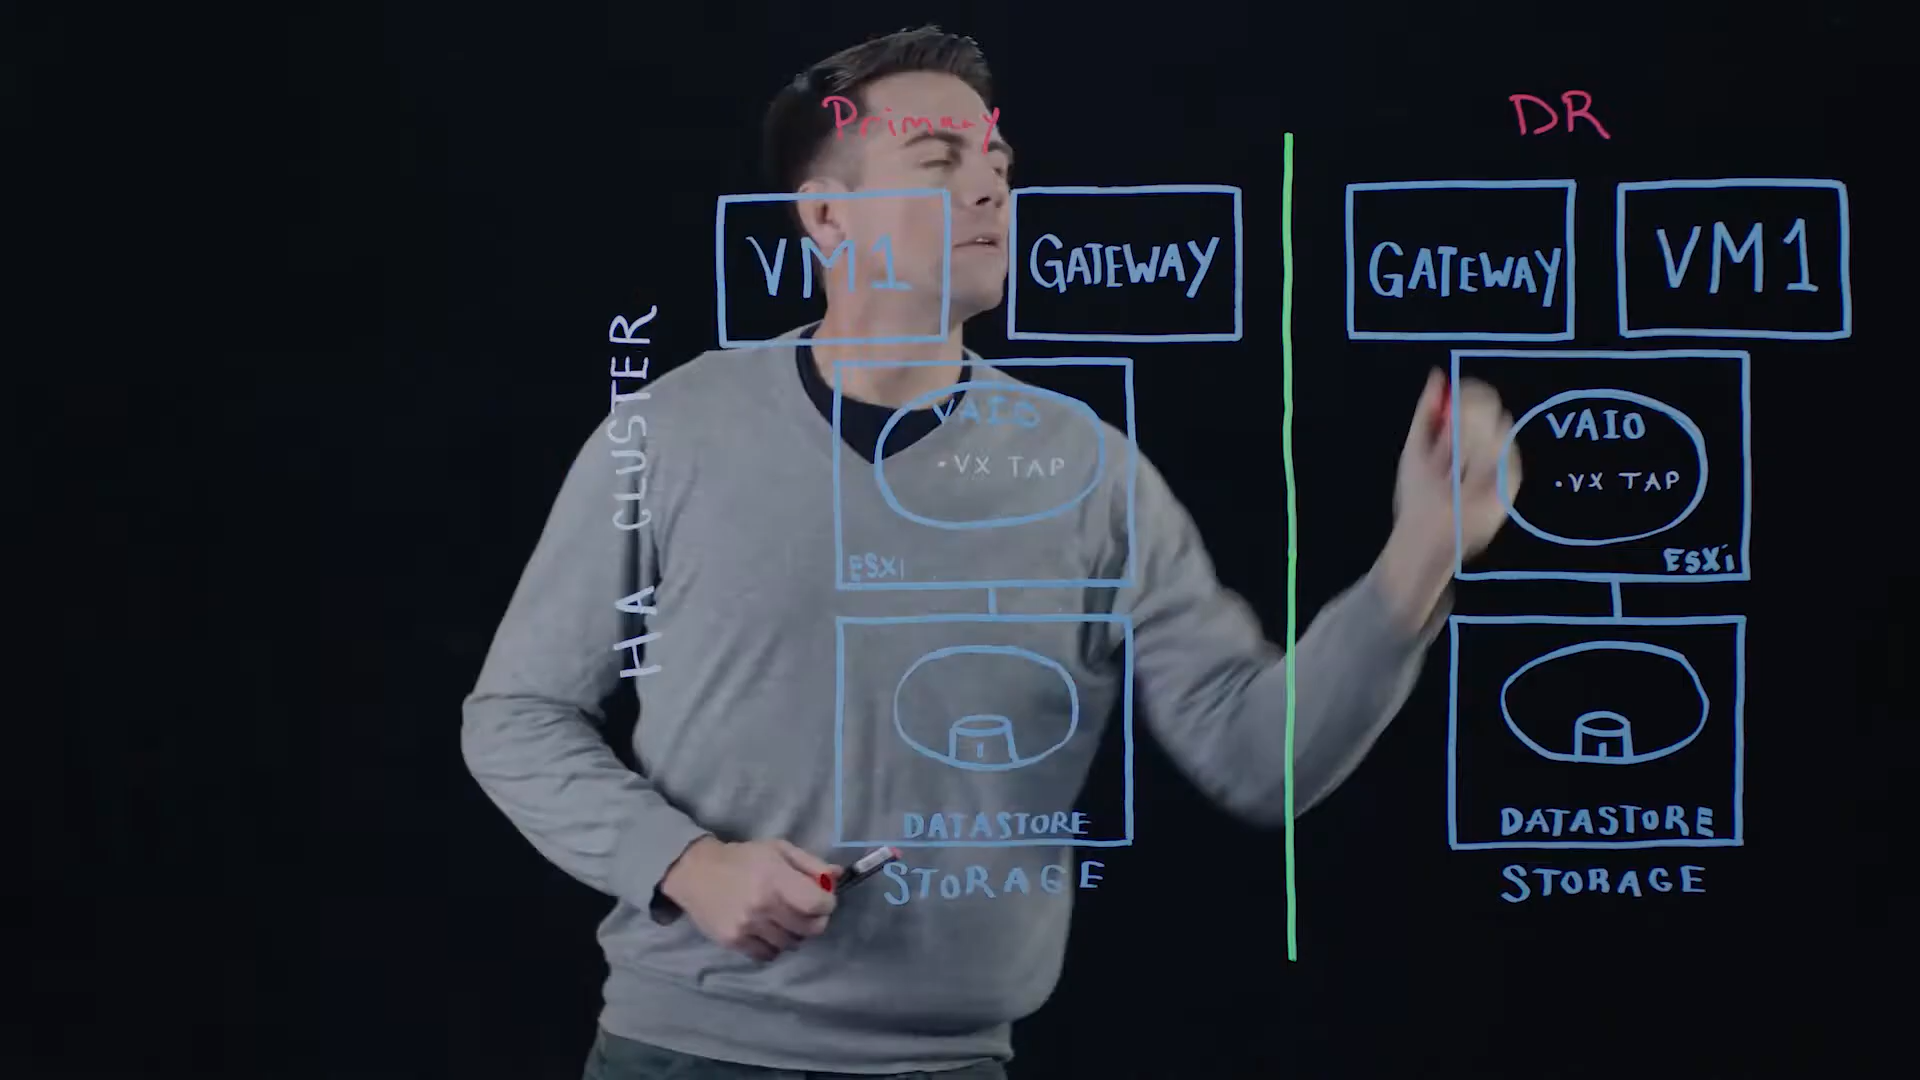 Primary
DR
VM1
GATEWAY
GATEWAY
VM1
HA CLUSTER
VAIO
• VX TAP
ESXi
VAIO
• VX TAP
ESXi
DATASTORE
STORAGE
DATASTORE
STORAGE